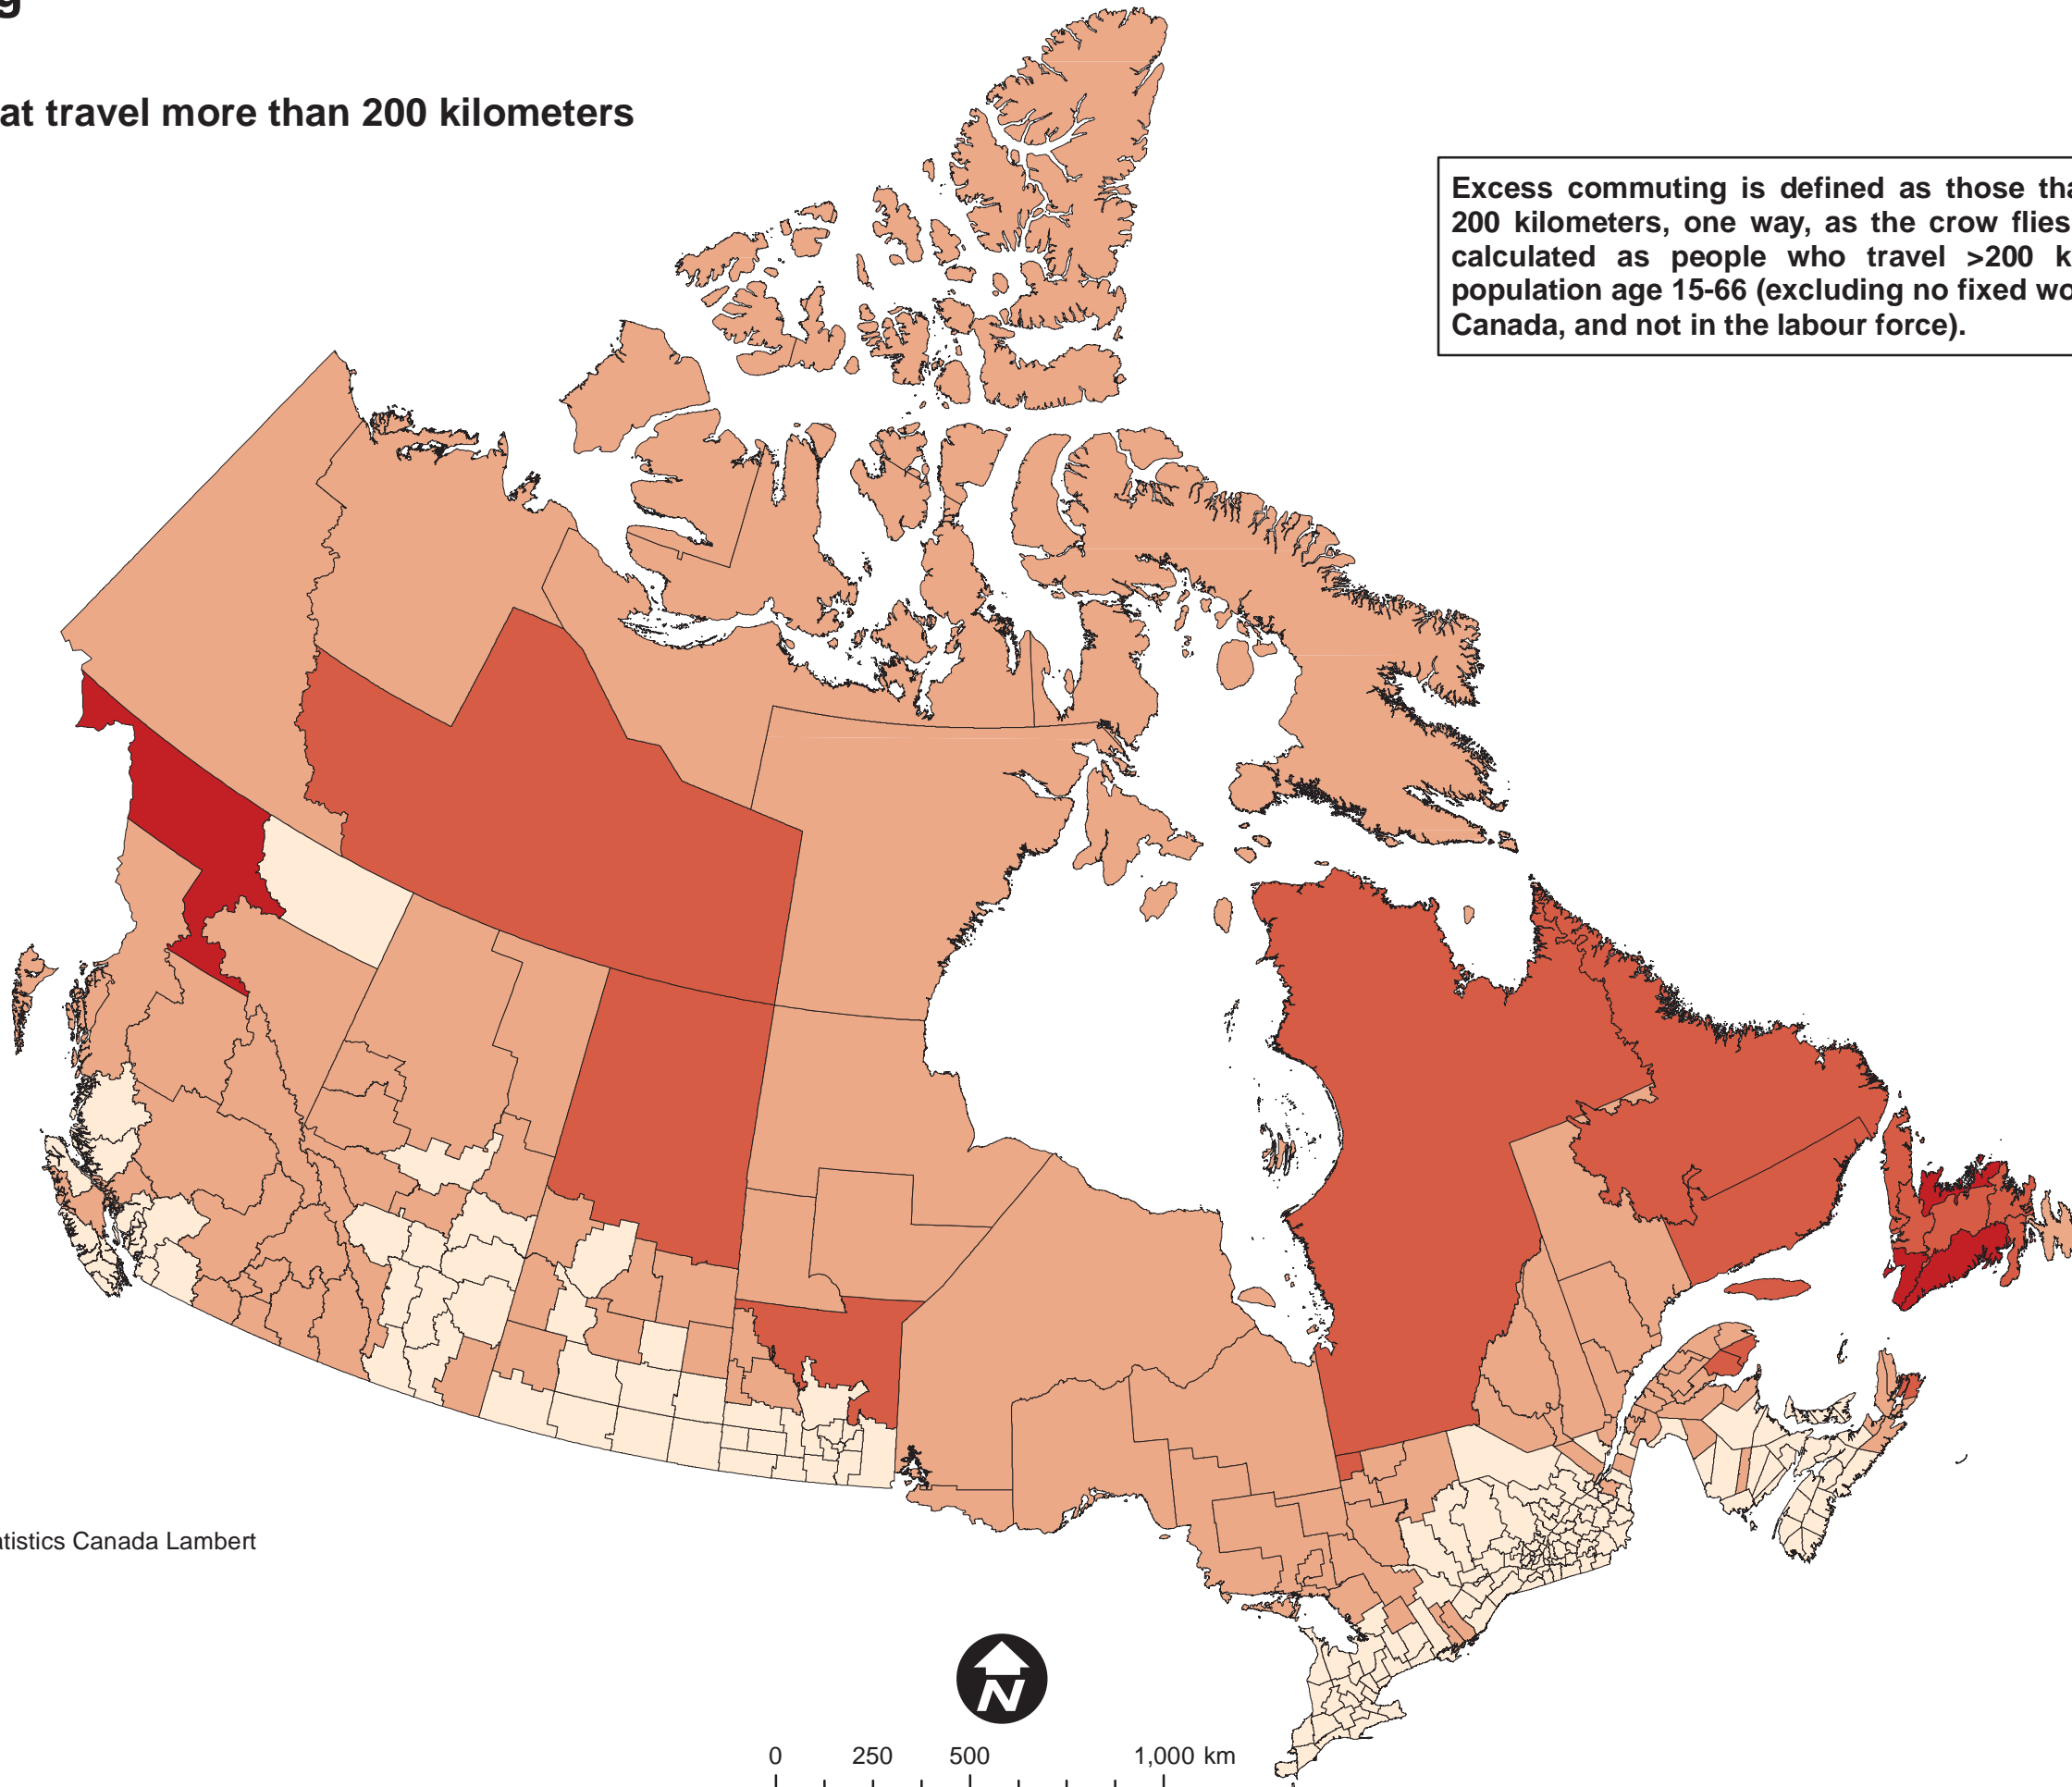 g
at travel more than 200 kilometers
Excess commuting is defined as those tha
200 kilometers, one way, as the crow flies
calculated as people who travel >200 k
population age 15-66 (excluding no fixed wo
Canada, and not in the labour force).
atistics Canada Lambert
N
0 250 500 1,000 km